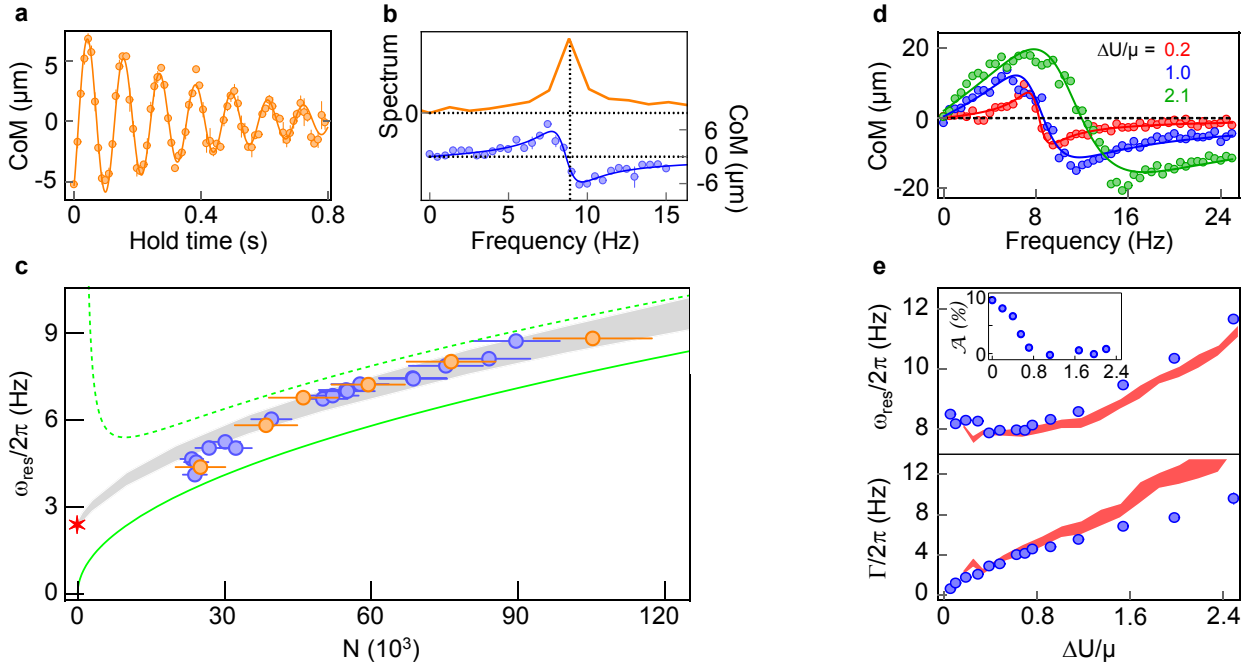 a
CoM (μm)
5
0
-5
0
0.4
0.8
Hold time (s)
b
Spectrum
0
6
0
-6
CoM (μm)
0
5
10
15
Frequency (Hz)
c
ω_res/2π (Hz)
9
6
3
0
0
30
60
90
120
N (10³)
d
CoM (μm)
20
0
-20
ΔU/μ = 0.2
1.0
2.1
0
8
16
24
Frequency (Hz)
e
ω_res/2π (Hz)
12
10
8
𝒜 (%)
10
0
0
0.8
1.6
2.4
Γ/2π (Hz)
12
8
4
0
0
0.8
1.6
2.4
ΔU/μ